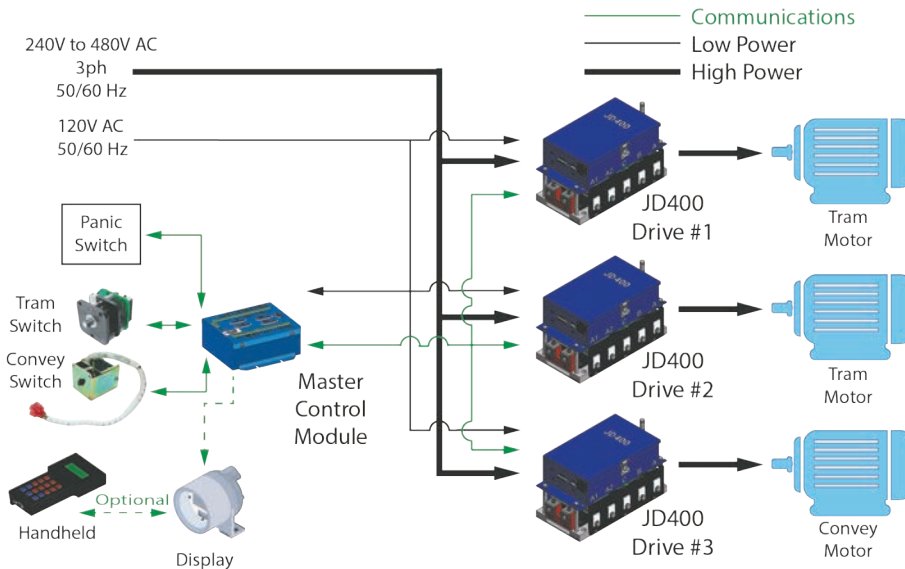 Communications
Low Power
High Power
240V to 480V AC
3ph
50/60 Hz
120V AC
50/60 Hz
Panic
Switch
Tram
Switch
Convey
Switch
Master
Control
Module
Handheld
Optional
Display
JD400
JD400
Drive #1
Tram
Motor
JD400
JD400
Drive #2
Tram
Motor
JD400
JD400
Drive #3
Convey
Motor